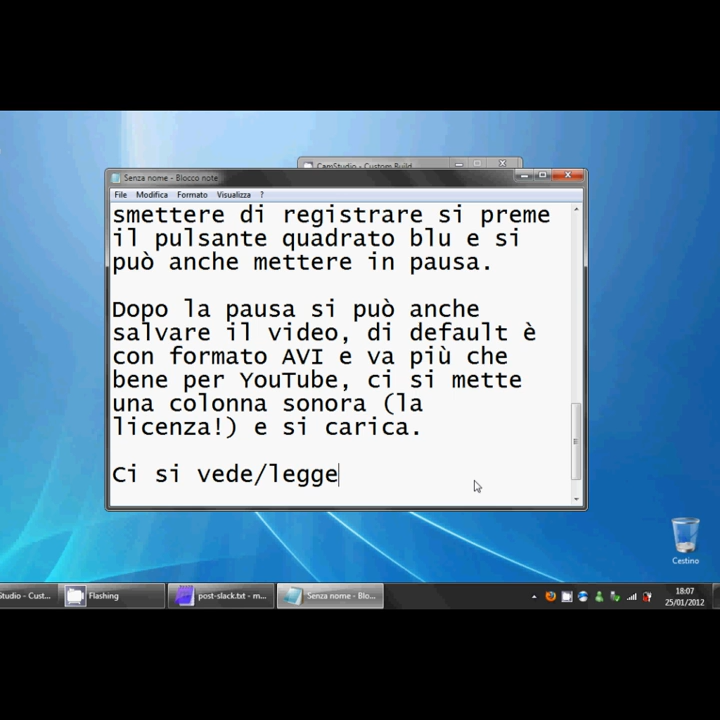 CamStudio - Custom Build
Senza nome - Blocco note
File Modifica Formato Visualizza ?
smettere di registrare si preme
il pulsante quadrato blu e si
può anche mettere in pausa.
Dopo la pausa si può anche
salvare il video, di default è
con formato AVI e va più che
bene per YouTube, ci si mette
una colonna sonora (la
licenza!) e si carica.
Ci si vede/legge
Cestino
Studio - Cust... Flashing post-slack.txt - m... Senza nome - Blo... 18:07
25/01/2012